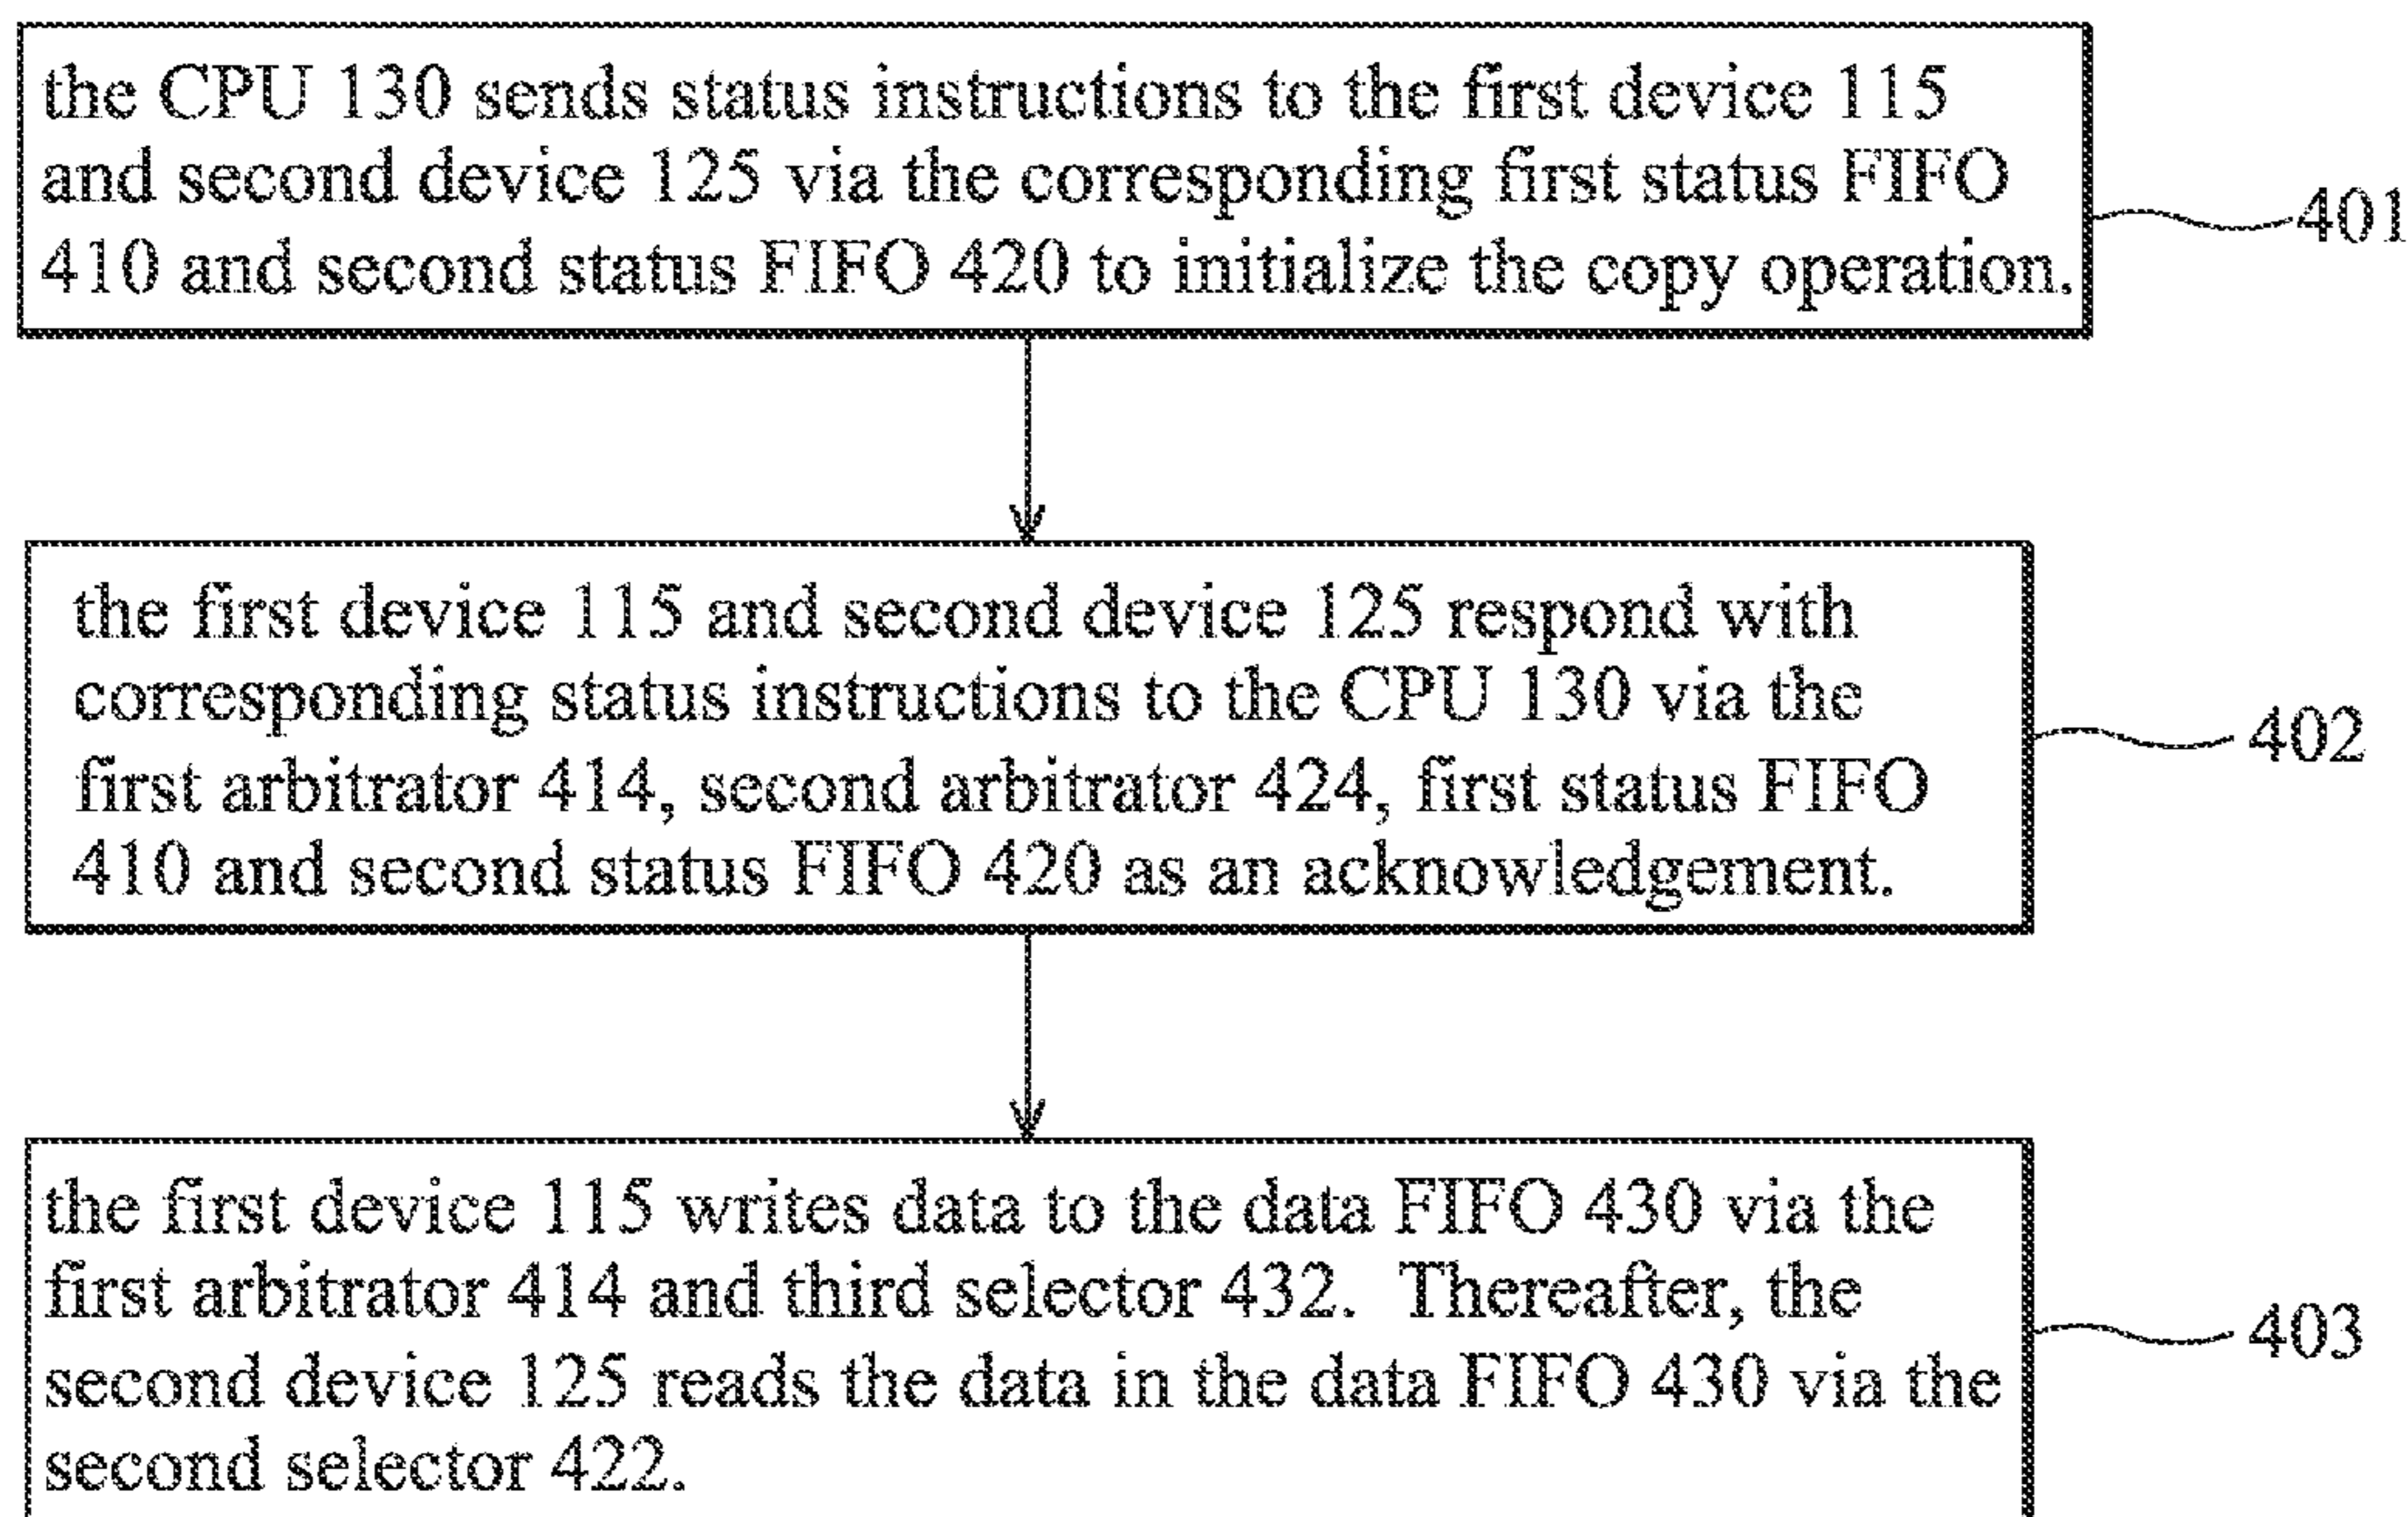 the CPU 130 sends status instructions to the first device 115
and second device 125 via the corresponding first status FIFO
410 and second status FIFO 420 to initialize the copy operation.
401
the first device 115 and second device 125 respond with
corresponding status instructions to the CPU 130 via the
first arbitrator 414, second arbitrator 424, first status FIFO
410 and second status FIFO 420 as an acknowledgement.
402
the first device 115 writes data to the data FIFO 430 via the
first arbitrator 414 and third selector 432.  Thereafter, the
second device 125 reads the data in the data FIFO 430 via the
second selector 422.
403